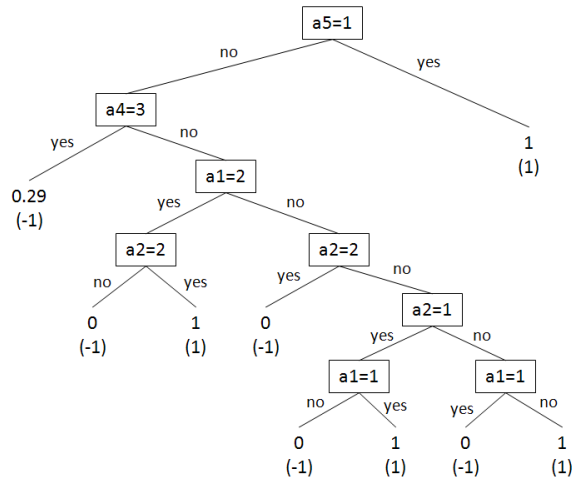 a5=1
no
yes
a4=3
yes
no
1
(1)
a1=2
0.29
(-1)
yes
no
a2=2
a2=2
no
yes
yes
no
a2=1
0
(-1)
1
(1)
0
(-1)
yes
no
a1=1
a1=1
no
yes
yes
no
0
(-1)
1
(1)
0
(-1)
1
(1)